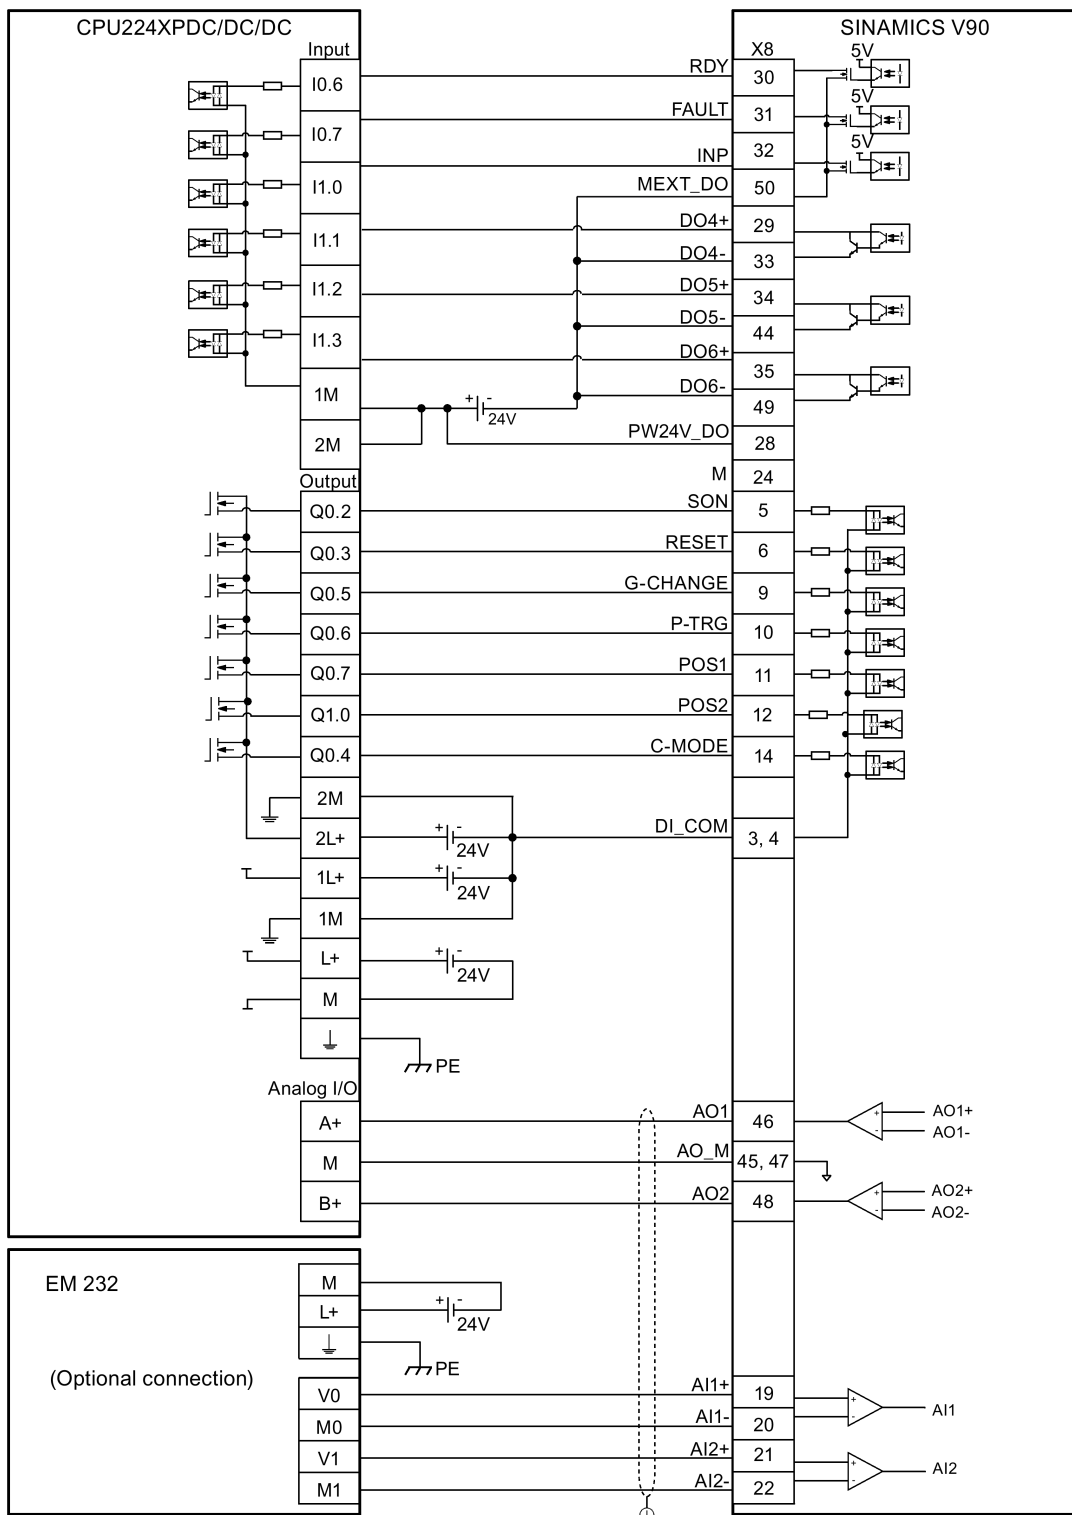 CPU224XPDC/DC/DC
SINAMICS V90
Input
X8
I0.6
RDY
30
5V
I0.7
FAULT
31
5V
I1.0
INP
32
5V
MEXT_DO
50
I1.1
DO4+
29
DO4-
33
I1.2
DO5+
34
DO5-
44
I1.3
DO6+
35
1M
DO6-
49
+ -
24V
2M
PW24V_DO
28
M
24
Output
Q0.2
SON
5
Q0.3
RESET
6
Q0.5
G-CHANGE
9
Q0.6
P-TRG
10
Q0.7
POS1
11
Q1.0
POS2
12
Q0.4
C-MODE
14
2M
2L+
+ -
24V
DI_COM
3, 4
1L+
+ -
24V
1M
L+
+ -
24V
M
PE
Analog I/O
A+
AO1
46
+
-
AO1+
AO1-
M
AO_M
45, 47
B+
AO2
48
+
-
AO2+
AO2-
EM 232
M
L+
+ -
24V
PE
(Optional connection)
V0
AI1+
19
+
-
AI1
M0
AI1-
20
V1
AI2+
21
+
-
AI2
M1
AI2-
22